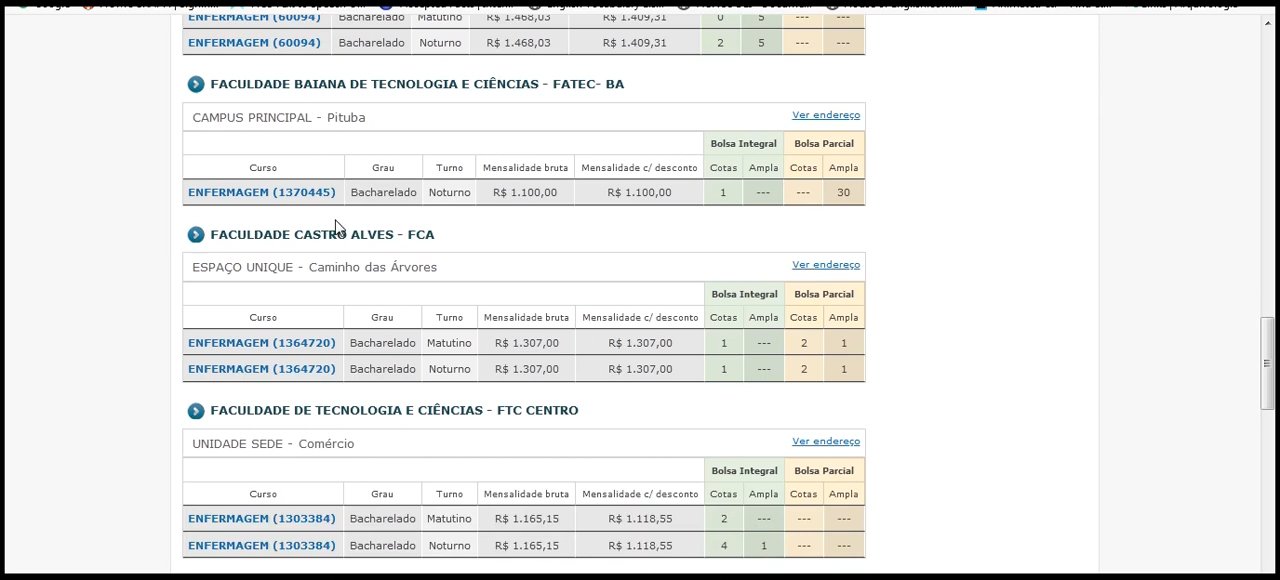 ENFERMAGEM (60094) Bacharelado Matutino R$ 1.468,03 R$ 1.409,31 0 5 --- ---
ENFERMAGEM (60094) Bacharelado Noturno R$ 1.468,03 R$ 1.409,31 2 5 --- ---
FACULDADE BAIANA DE TECNOLOGIA E CIÊNCIAS - FATEC- BA
CAMPUS PRINCIPAL - Pituba Ver endereço
Bolsa Integral Bolsa Parcial
Curso Grau Turno Mensalidade bruta Mensalidade c/ desconto Cotas Ampla Cotas Ampla
ENFERMAGEM (1370445) Bacharelado Noturno R$ 1.100,00 R$ 1.100,00 1 --- --- 30
FACULDADE CASTRO ALVES - FCA
ESPAÇO UNIQUE - Caminho das Árvores Ver endereço
Bolsa Integral Bolsa Parcial
Curso Grau Turno Mensalidade bruta Mensalidade c/ desconto Cotas Ampla Cotas Ampla
ENFERMAGEM (1364720) Bacharelado Matutino R$ 1.307,00 R$ 1.307,00 1 --- 2 1
ENFERMAGEM (1364720) Bacharelado Noturno R$ 1.307,00 R$ 1.307,00 1 --- 2 1
FACULDADE DE TECNOLOGIA E CIÊNCIAS - FTC CENTRO
UNIDADE SEDE - Comércio Ver endereço
Bolsa Integral Bolsa Parcial
Curso Grau Turno Mensalidade bruta Mensalidade c/ desconto Cotas Ampla Cotas Ampla
ENFERMAGEM (1303384) Bacharelado Matutino R$ 1.165,15 R$ 1.118,55 2 --- --- ---
ENFERMAGEM (1303384) Bacharelado Noturno R$ 1.165,15 R$ 1.118,55 4 1 --- ---